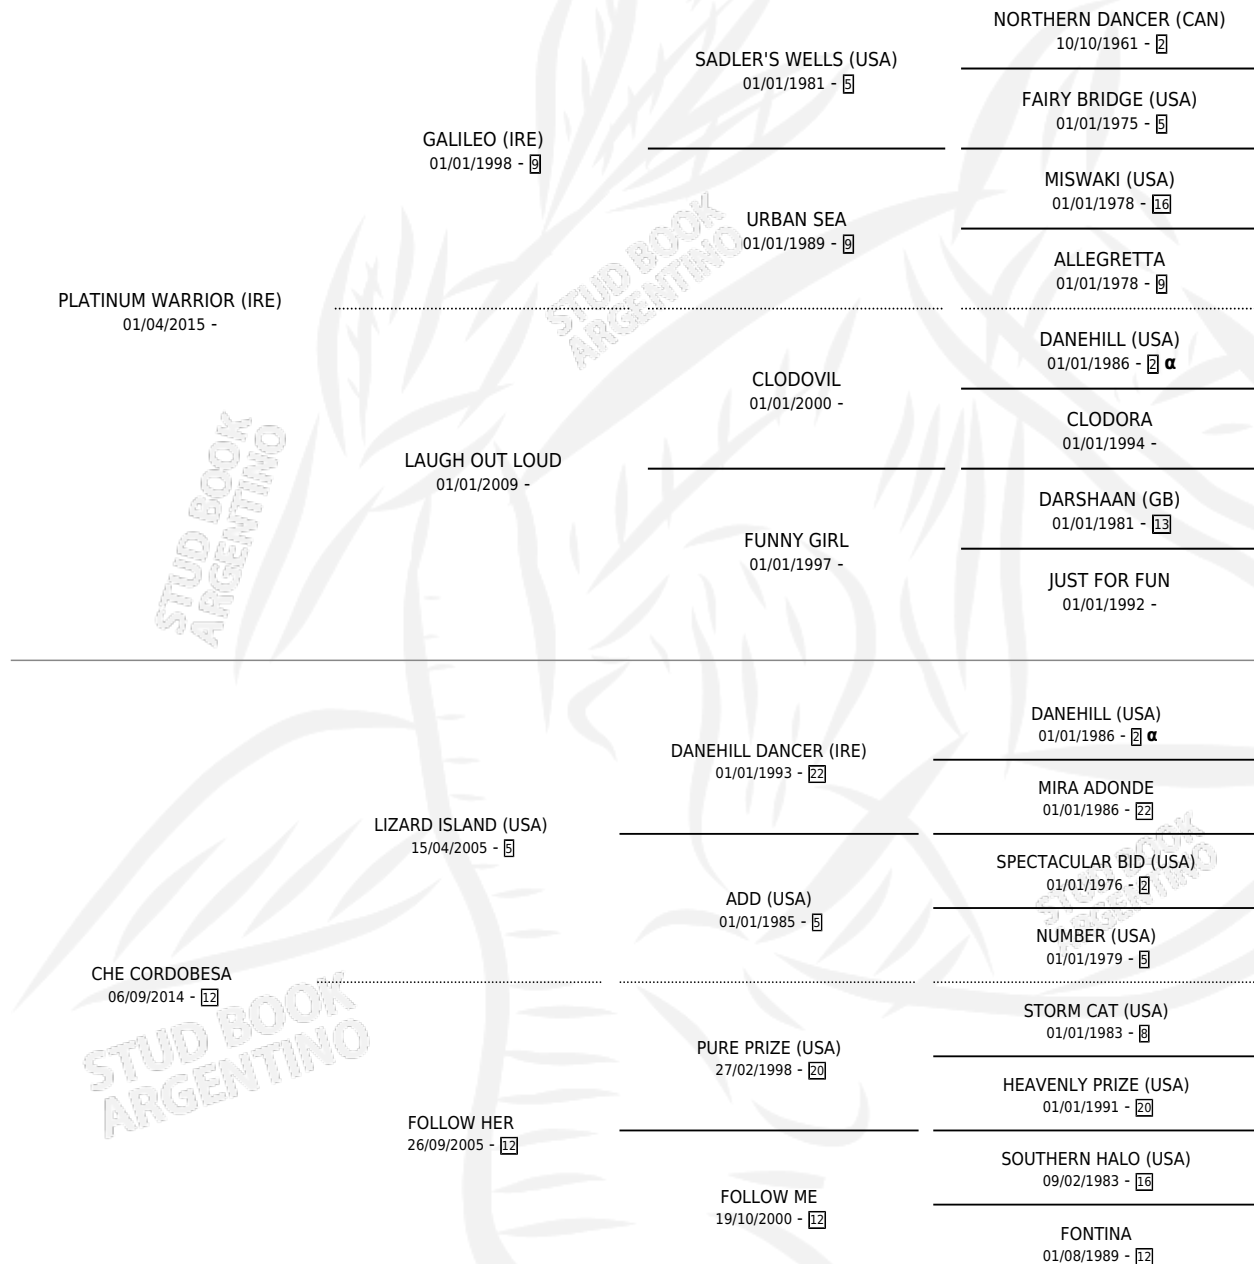 NORTHERN DANCER (CAN)
10/10/1961 - 2
SADLER'S WELLS (USA)
01/01/1981 - 5
FAIRY BRIDGE (USA)
01/01/1975 - 5
GALILEO (IRE)
01/01/1998 - 9
MISWAKI (USA)
01/01/1978 - 16
URBAN SEA
01/01/1989 - 9
ALLEGRETTA
01/01/1978 - 9
PLATINUM WARRIOR (IRE)
01/04/2015 -
DANEHILL (USA)
01/01/1986 - 2 α
CLODOVIL
01/01/2000 -
CLODORA
01/01/1994 -
LAUGH OUT LOUD
01/01/2009 -
DARSHAAN (GB)
01/01/1981 - 13
FUNNY GIRL
01/01/1997 -
JUST FOR FUN
01/01/1992 -
DANEHILL (USA)
01/01/1986 - 2 α
DANEHILL DANCER (IRE)
01/01/1993 - 22
MIRA ADONDE
01/01/1986 - 22
LIZARD ISLAND (USA)
15/04/2005 - 5
SPECTACULAR BID (USA)
01/01/1976 - 2
ADD (USA)
01/01/1985 - 5
NUMBER (USA)
01/01/1979 - 5
CHE CORDOBESA
06/09/2014 - 12
STORM CAT (USA)
01/01/1983 - 8
PURE PRIZE (USA)
27/02/1998 - 20
HEAVENLY PRIZE (USA)
01/01/1991 - 20
FOLLOW HER
26/09/2005 - 12
SOUTHERN HALO (USA)
09/02/1983 - 16
FOLLOW ME
19/10/2000 - 12
FONTINA
01/08/1989 - 12
STUD BOOK
ARGENTINO
STUD BOOK
ARGENTINO
STUD BOOK
ARGENTINO
STUD BOOK
ARGENTINO